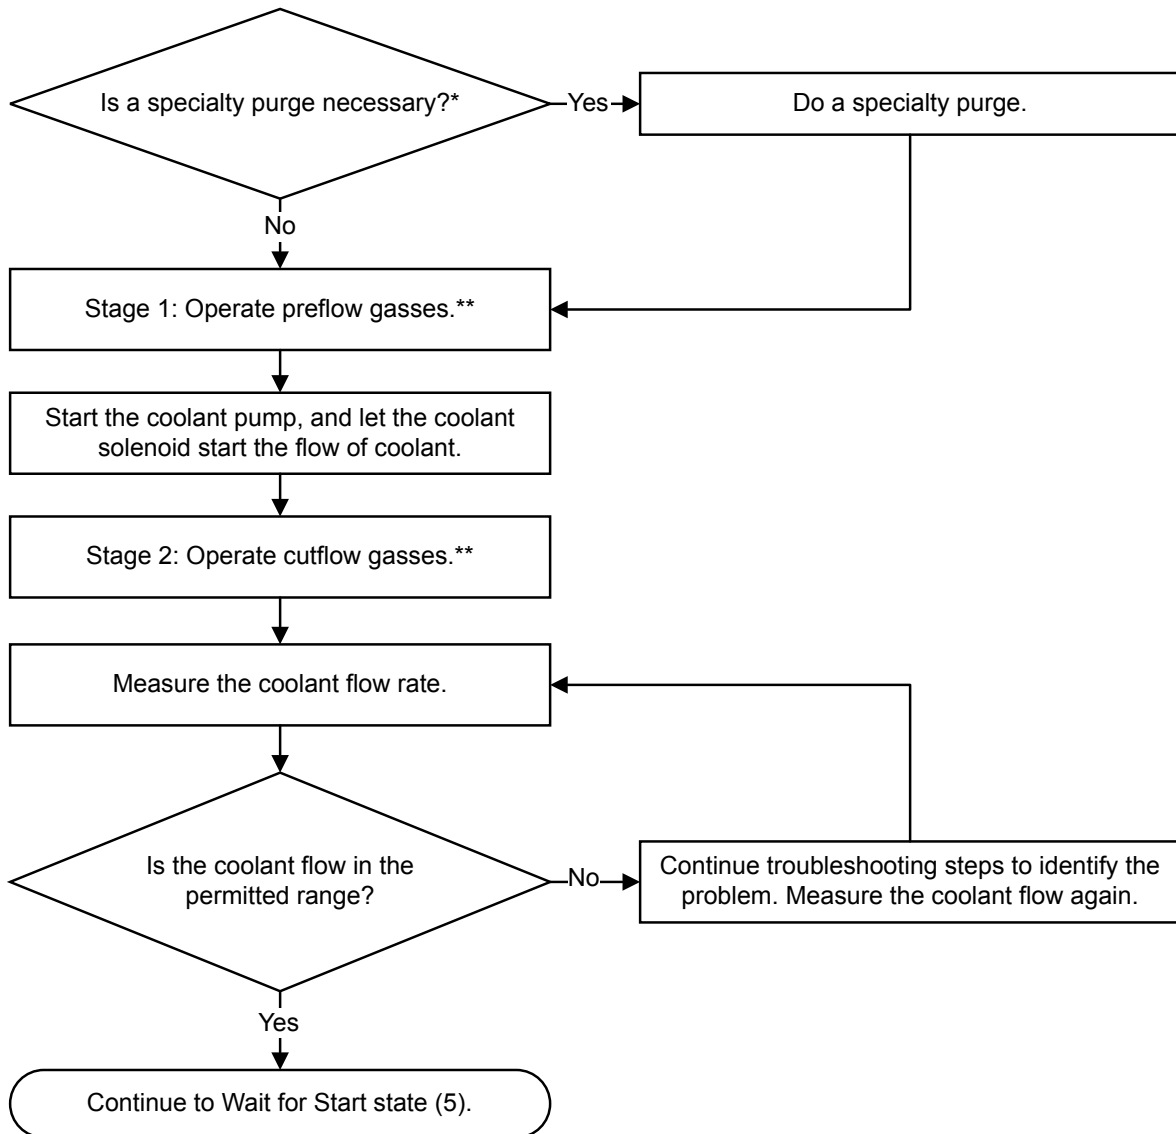 Is a specialty purge necessary?*
Yes
Do a specialty purge.
No
Stage 1: Operate preflow gasses.**
Start the coolant pump, and let the coolant
solenoid start the flow of coolant.
Stage 2: Operate cutflow gasses.**
Measure the coolant flow rate.
Is the coolant flow in the
permitted range?
No
Continue troubleshooting steps to identify the
problem. Measure the coolant flow again.
Yes
Continue to Wait for Start state (5).